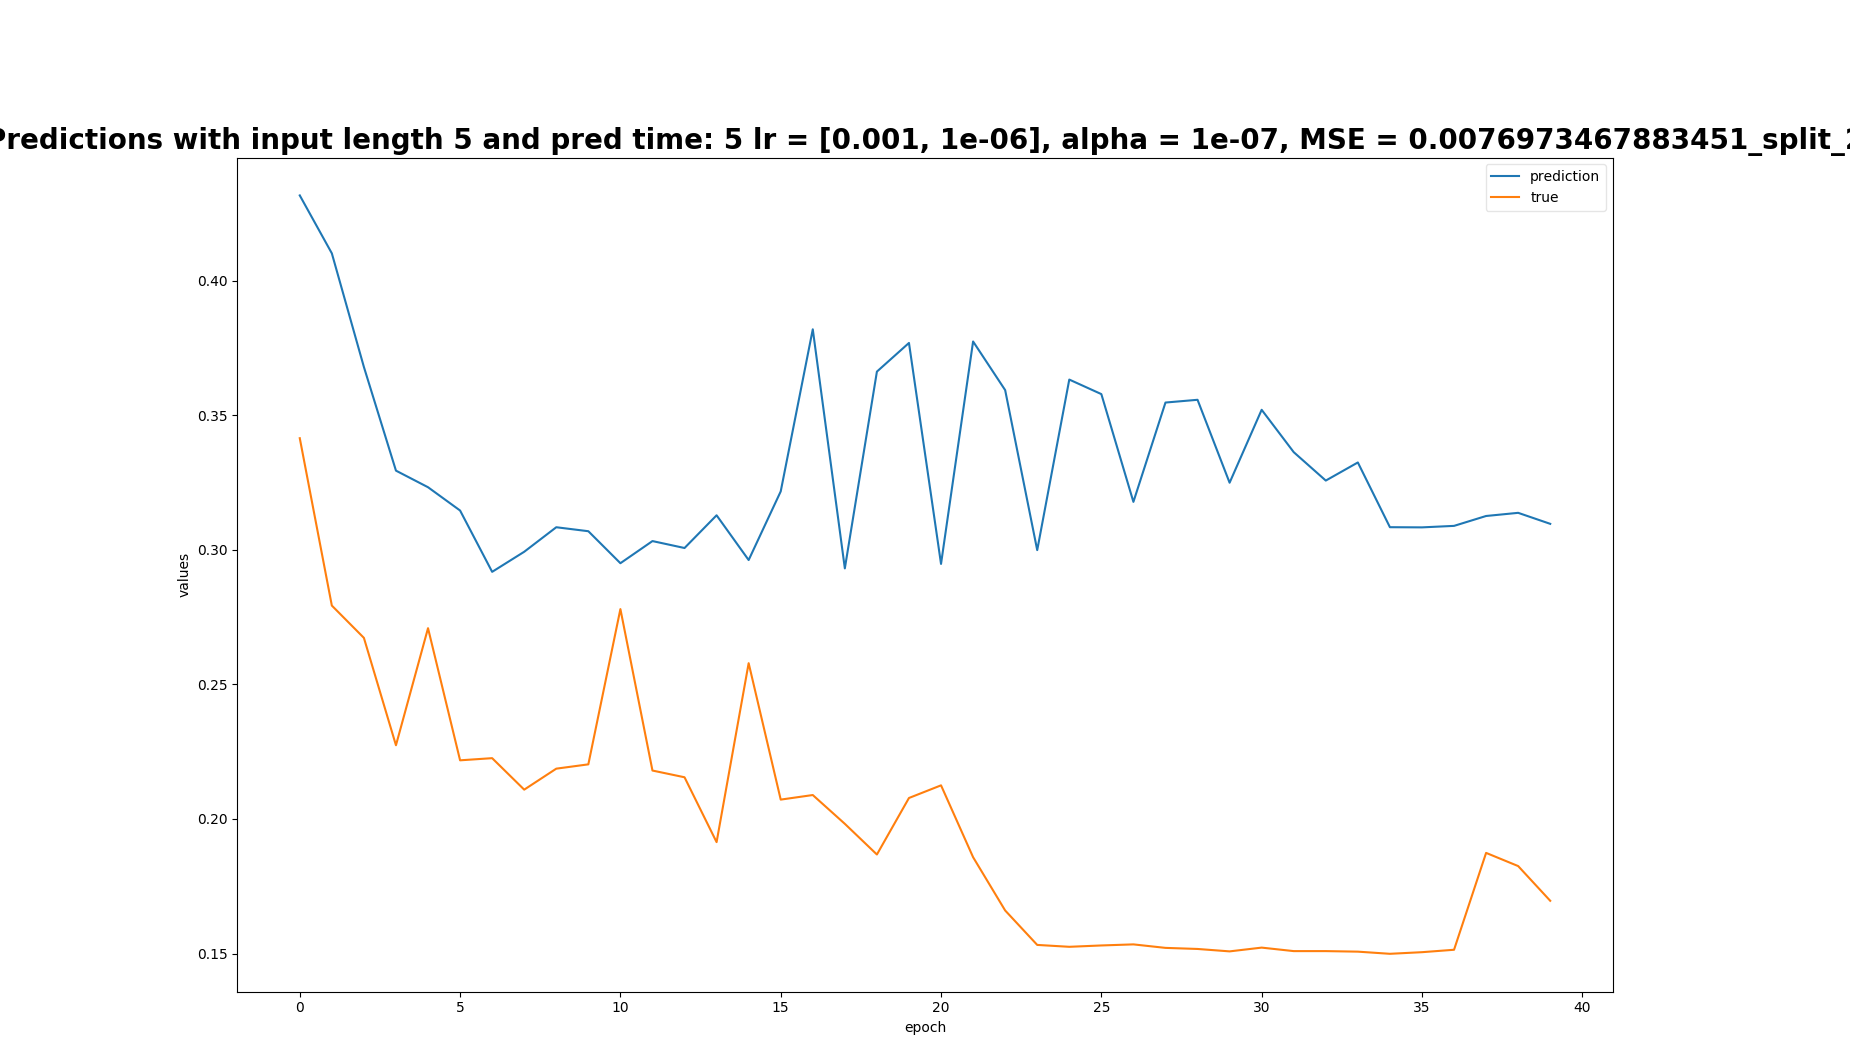 Predictions with input length 5 and pred time: 5 lr = [0.001, 1e-06], alpha = 1e-07, MSE = 0.0076973467883451_split_2
prediction
true
0.40
0.35
0.30
0.25
0.20
0.15
values
0 5 10 15 20 25 30 35 40
epoch